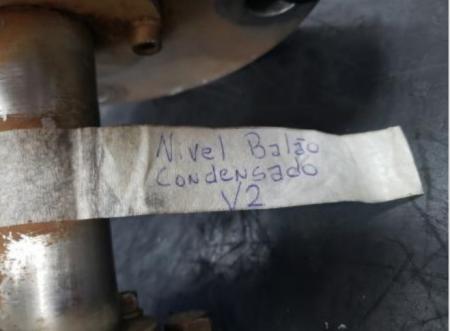 Nivel Balão
Condensado
V2